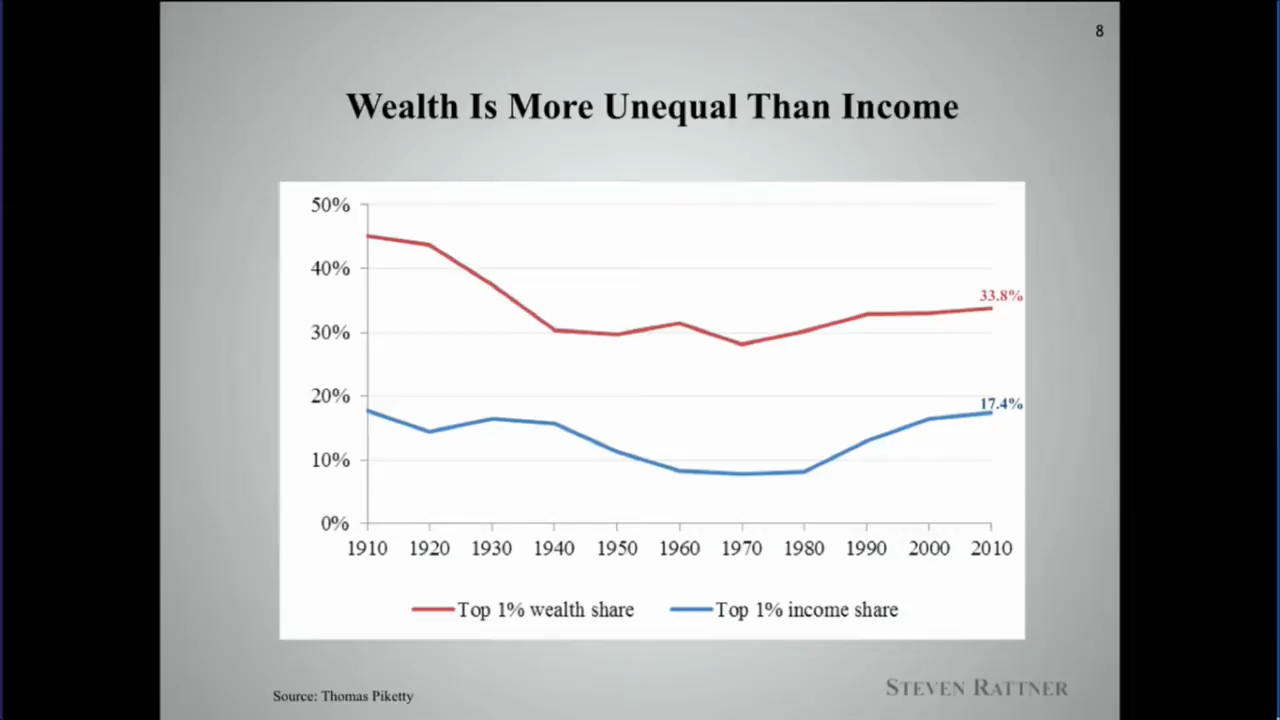 8
Wealth Is More Unequal Than Income
50%
40%
30%
20%
10%
0%
33.8%
17.4%
1910 1920 1930 1940 1950 1960 1970 1980 1990 2000 2010
Top 1% wealth share Top 1% income share
Source: Thomas Piketty
STEVEN RATTNER